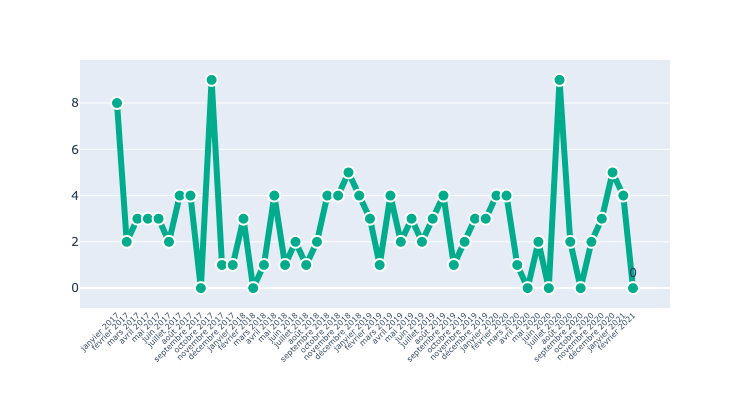 8
6
4
2
0
0
janvier 2017
février 2017
mars 2017
avril 2017
mai 2017
juin 2017
juillet 2017
août 2017
septembre 2017
octobre 2017
novembre 2017
décembre 2017
janvier 2018
février 2018
mars 2018
avril 2018
mai 2018
juin 2018
juillet 2018
août 2018
septembre 2018
octobre 2018
novembre 2018
décembre 2018
janvier 2019
février 2019
mars 2019
avril 2019
mai 2019
juin 2019
juillet 2019
août 2019
septembre 2019
octobre 2019
novembre 2019
décembre 2019
janvier 2020
février 2020
mars 2020
avril 2020
mai 2020
juin 2020
juillet 2020
août 2020
septembre 2020
octobre 2020
novembre 2020
décembre 2020
janvier 2021
février 2021